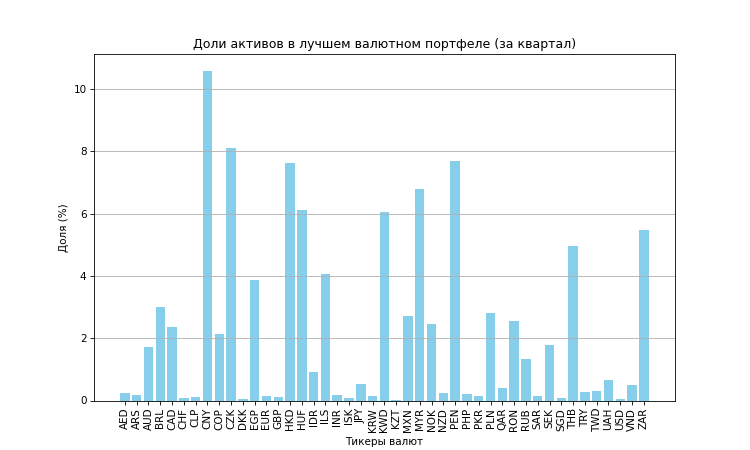 Доли активов в лучшем валютном портфеле (за квартал)
Доля (%)
10
8
6
4
2
0
AED ARS AUD BRL CAD CHF CLP CNY COP CZK DKK EGP EUR GBP HKD HUF IDR ILS INR ISK JPY KRW KWD KZT MXN MYR NOK NZD PEN PHP PKR PLN QAR RON RUB SAR SEK SGD THB TRY TWD UAH USD VND ZAR
Тикеры валют